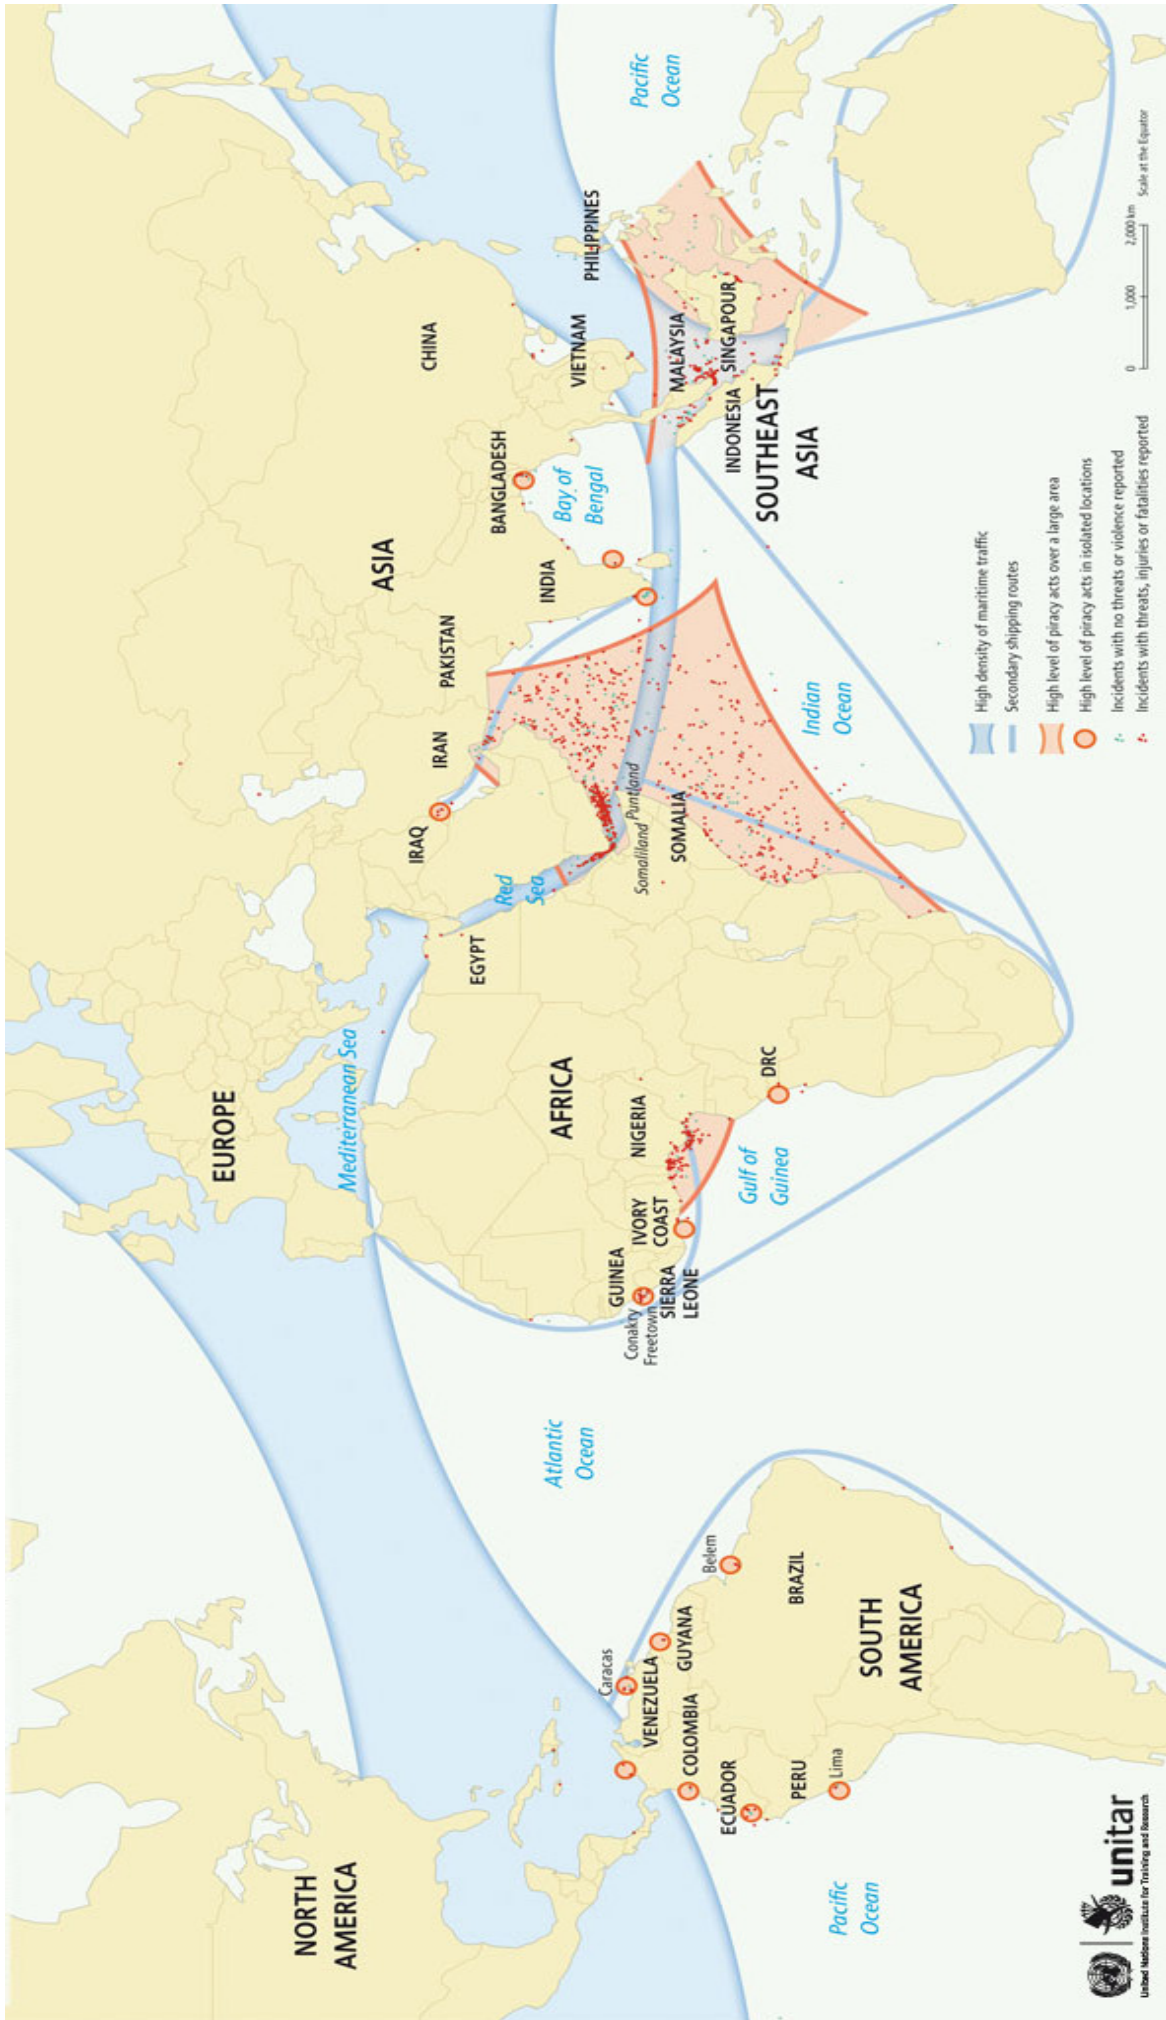 NORTH
AMERICA
EUROPE
ASIA
Mediterranean Sea
IRAQ
IRAN
PAKISTAN
CHINA
EGYPT
Red
Sea
BANGLADESH
INDIA
Bay of
Bengal
VIETNAM
PHILIPPINES
Pacific
Ocean
Atlantic
Ocean
AFRICA
GUINEA
Conakry
Freetown
SIERRA
LEONE
IVORY
COAST
NIGERIA
Gulf of
Guinea
DRC
Somaliland
Puntland
SOMALIA
MALAYSIA
SINGAPOUR
INDONESIA
SOUTHEAST
ASIA
Indian
Ocean
Caracas
VENEZUELA
GUYANA
COLOMBIA
Belem
ECUADOR
PERU
BRAZIL
Lima
SOUTH
AMERICA
Pacific
Ocean
High density of maritime traffic
Secondary shipping routes
High level of piracy acts over a large area
High level of piracy acts in isolated locations
Incidents with no threats or violence reported
Incidents with threats, injuries or fatalities reported
0 1,000 2,000 km
Scale at the Equator
unitar
United Nations Institute for Training and Research